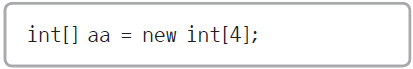 int[] aa = new int[4];